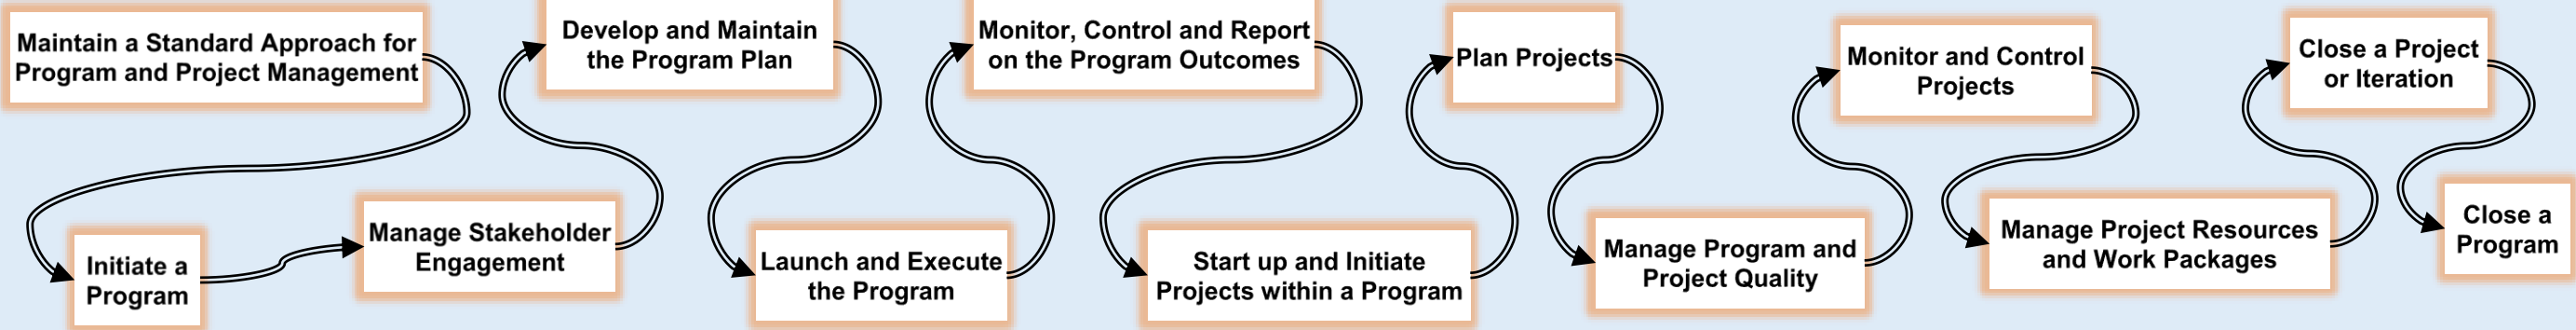 Maintain a Standard Approach for
Program and Project Management
Initiate a
Program
Manage Stakeholder
Engagement
Develop and Maintain
the Program Plan
Launch and Execute
the Program
Monitor, Control and Report
on the Program Outcomes
Start up and Initiate
Projects within a Program
Plan Projects
Manage Program and
Project Quality
Monitor and Control
Projects
Manage Project Resources
and Work Packages
Close a Project
or Iteration
Close a
Program